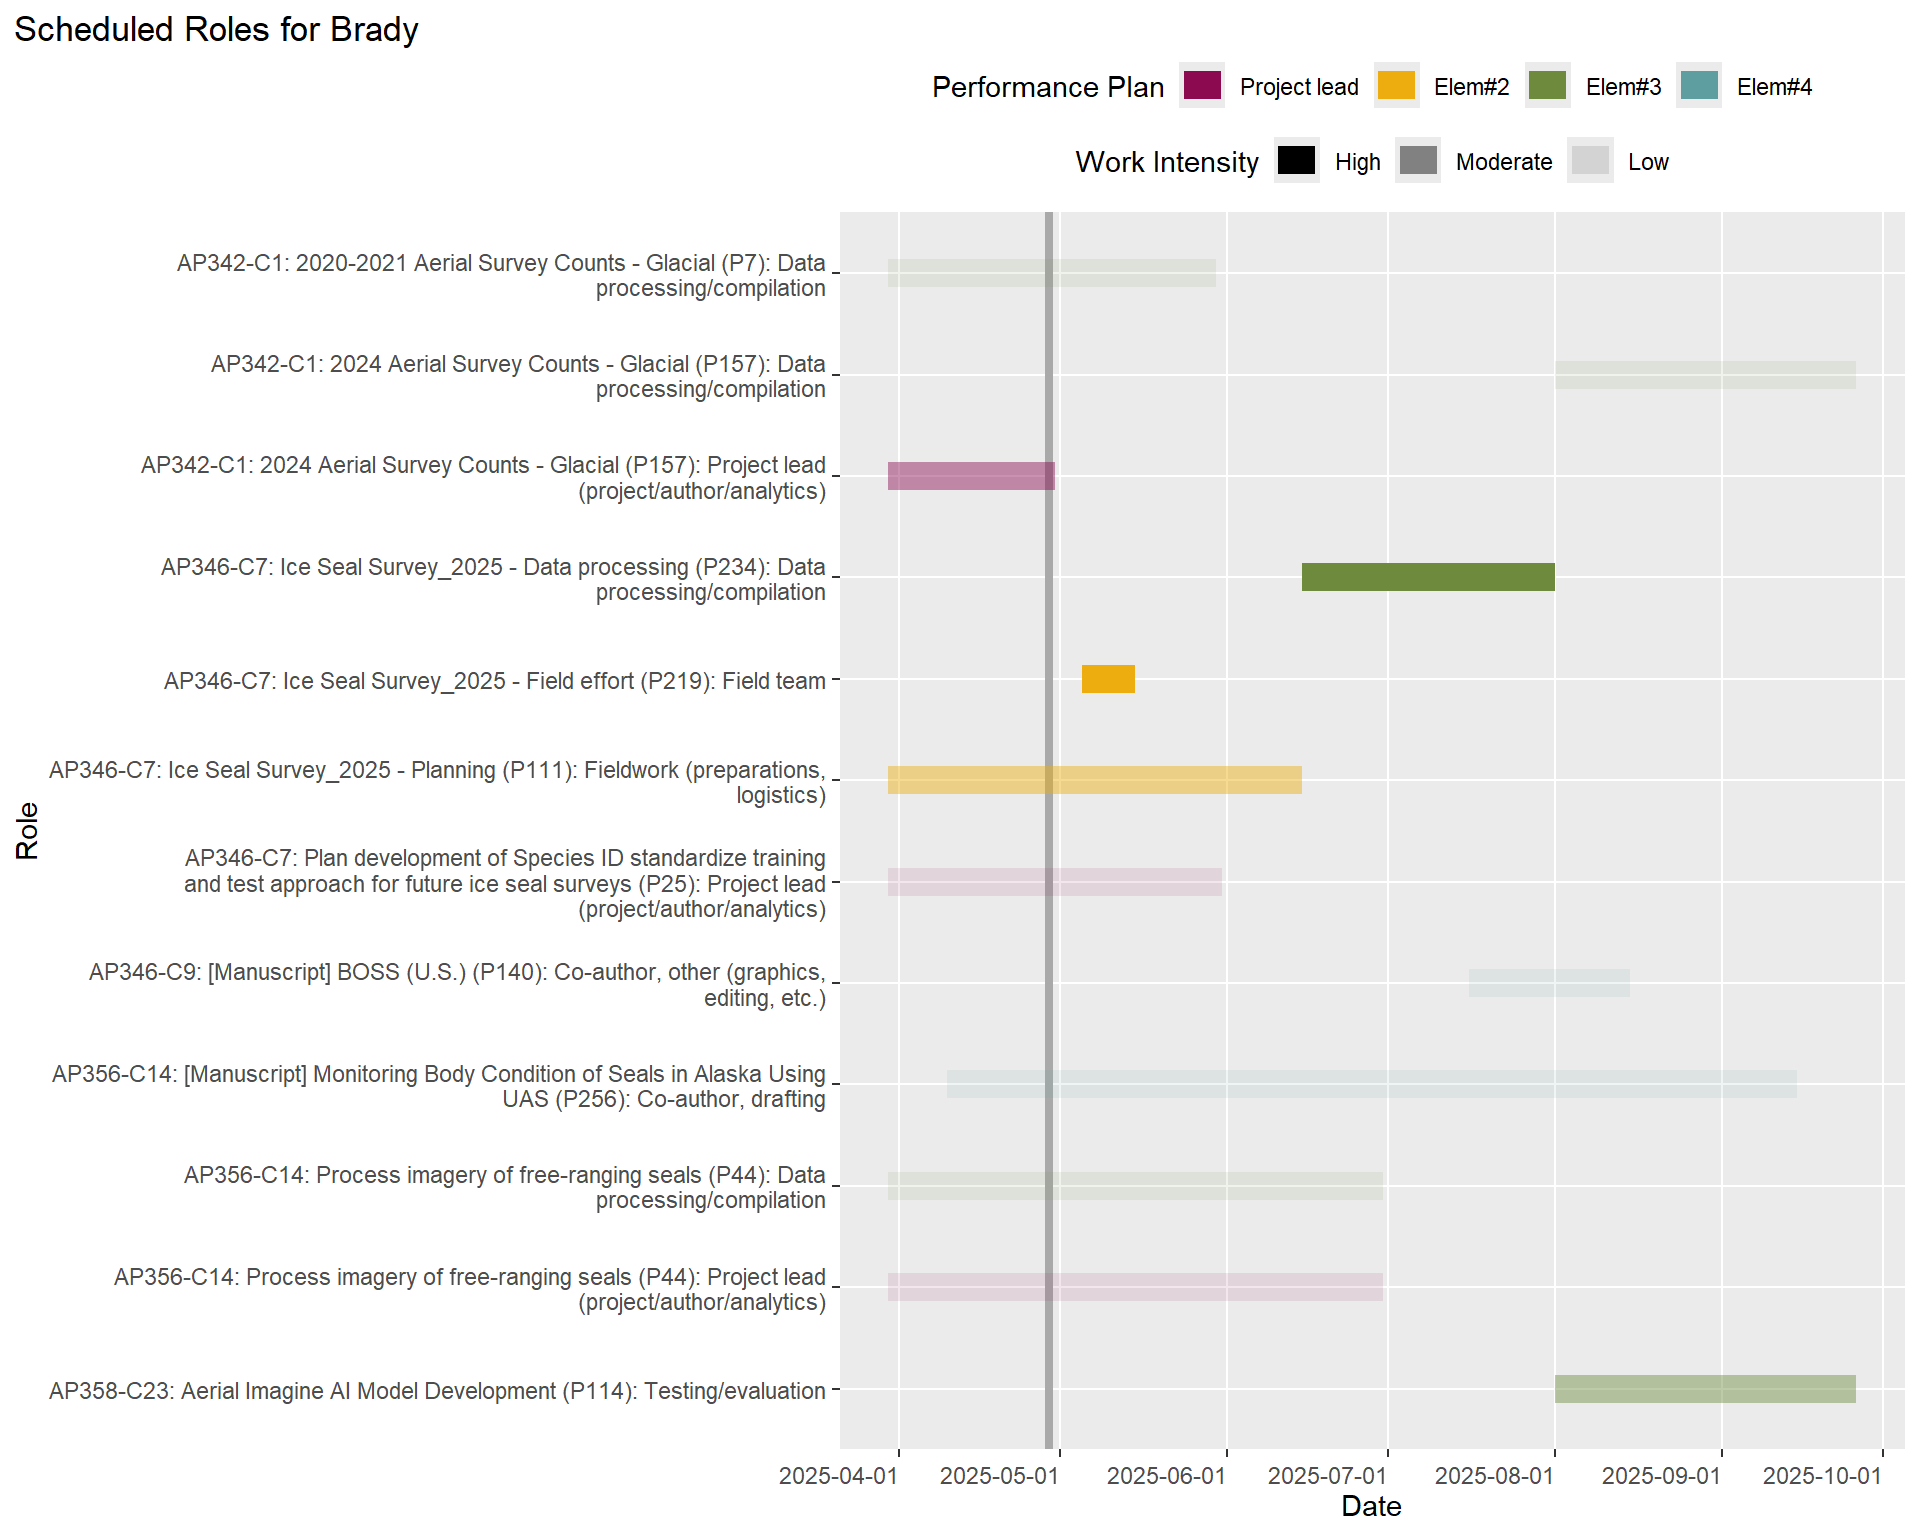 Scheduled Roles for Brady
Performance Plan Project lead Elem#2 Elem#3 Elem#4
Work Intensity High Moderate Low
AP342-C1: 2020-2021 Aerial Survey Counts - Glacial (P7): Data
processing/compilation
AP342-C1: 2024 Aerial Survey Counts - Glacial (P157): Data
processing/compilation
AP342-C1: 2024 Aerial Survey Counts - Glacial (P157): Project lead
(project/author/analytics)
AP346-C7: Ice Seal Survey_2025 - Data processing (P234): Data
processing/compilation
AP346-C7: Ice Seal Survey_2025 - Field effort (P219): Field team
AP346-C7: Ice Seal Survey_2025 - Planning (P111): Fieldwork (preparations,
logistics)
AP346-C7: Plan development of Species ID standardize training
and test approach for future ice seal surveys (P25): Project lead
(project/author/analytics)
AP346-C9: [Manuscript] BOSS (U.S.) (P140): Co-author, other (graphics,
editing, etc.)
AP356-C14: [Manuscript] Monitoring Body Condition of Seals in Alaska Using
UAS (P256): Co-author, drafting
AP356-C14: Process imagery of free-ranging seals (P44): Data
processing/compilation
AP356-C14: Process imagery of free-ranging seals (P44): Project lead
(project/author/analytics)
AP358-C23: Aerial Imagine AI Model Development (P114): Testing/evaluation
Role
2025-04-01 2025-05-01 2025-06-01 2025-07-01 2025-08-01 2025-09-01 2025-10-01
Date